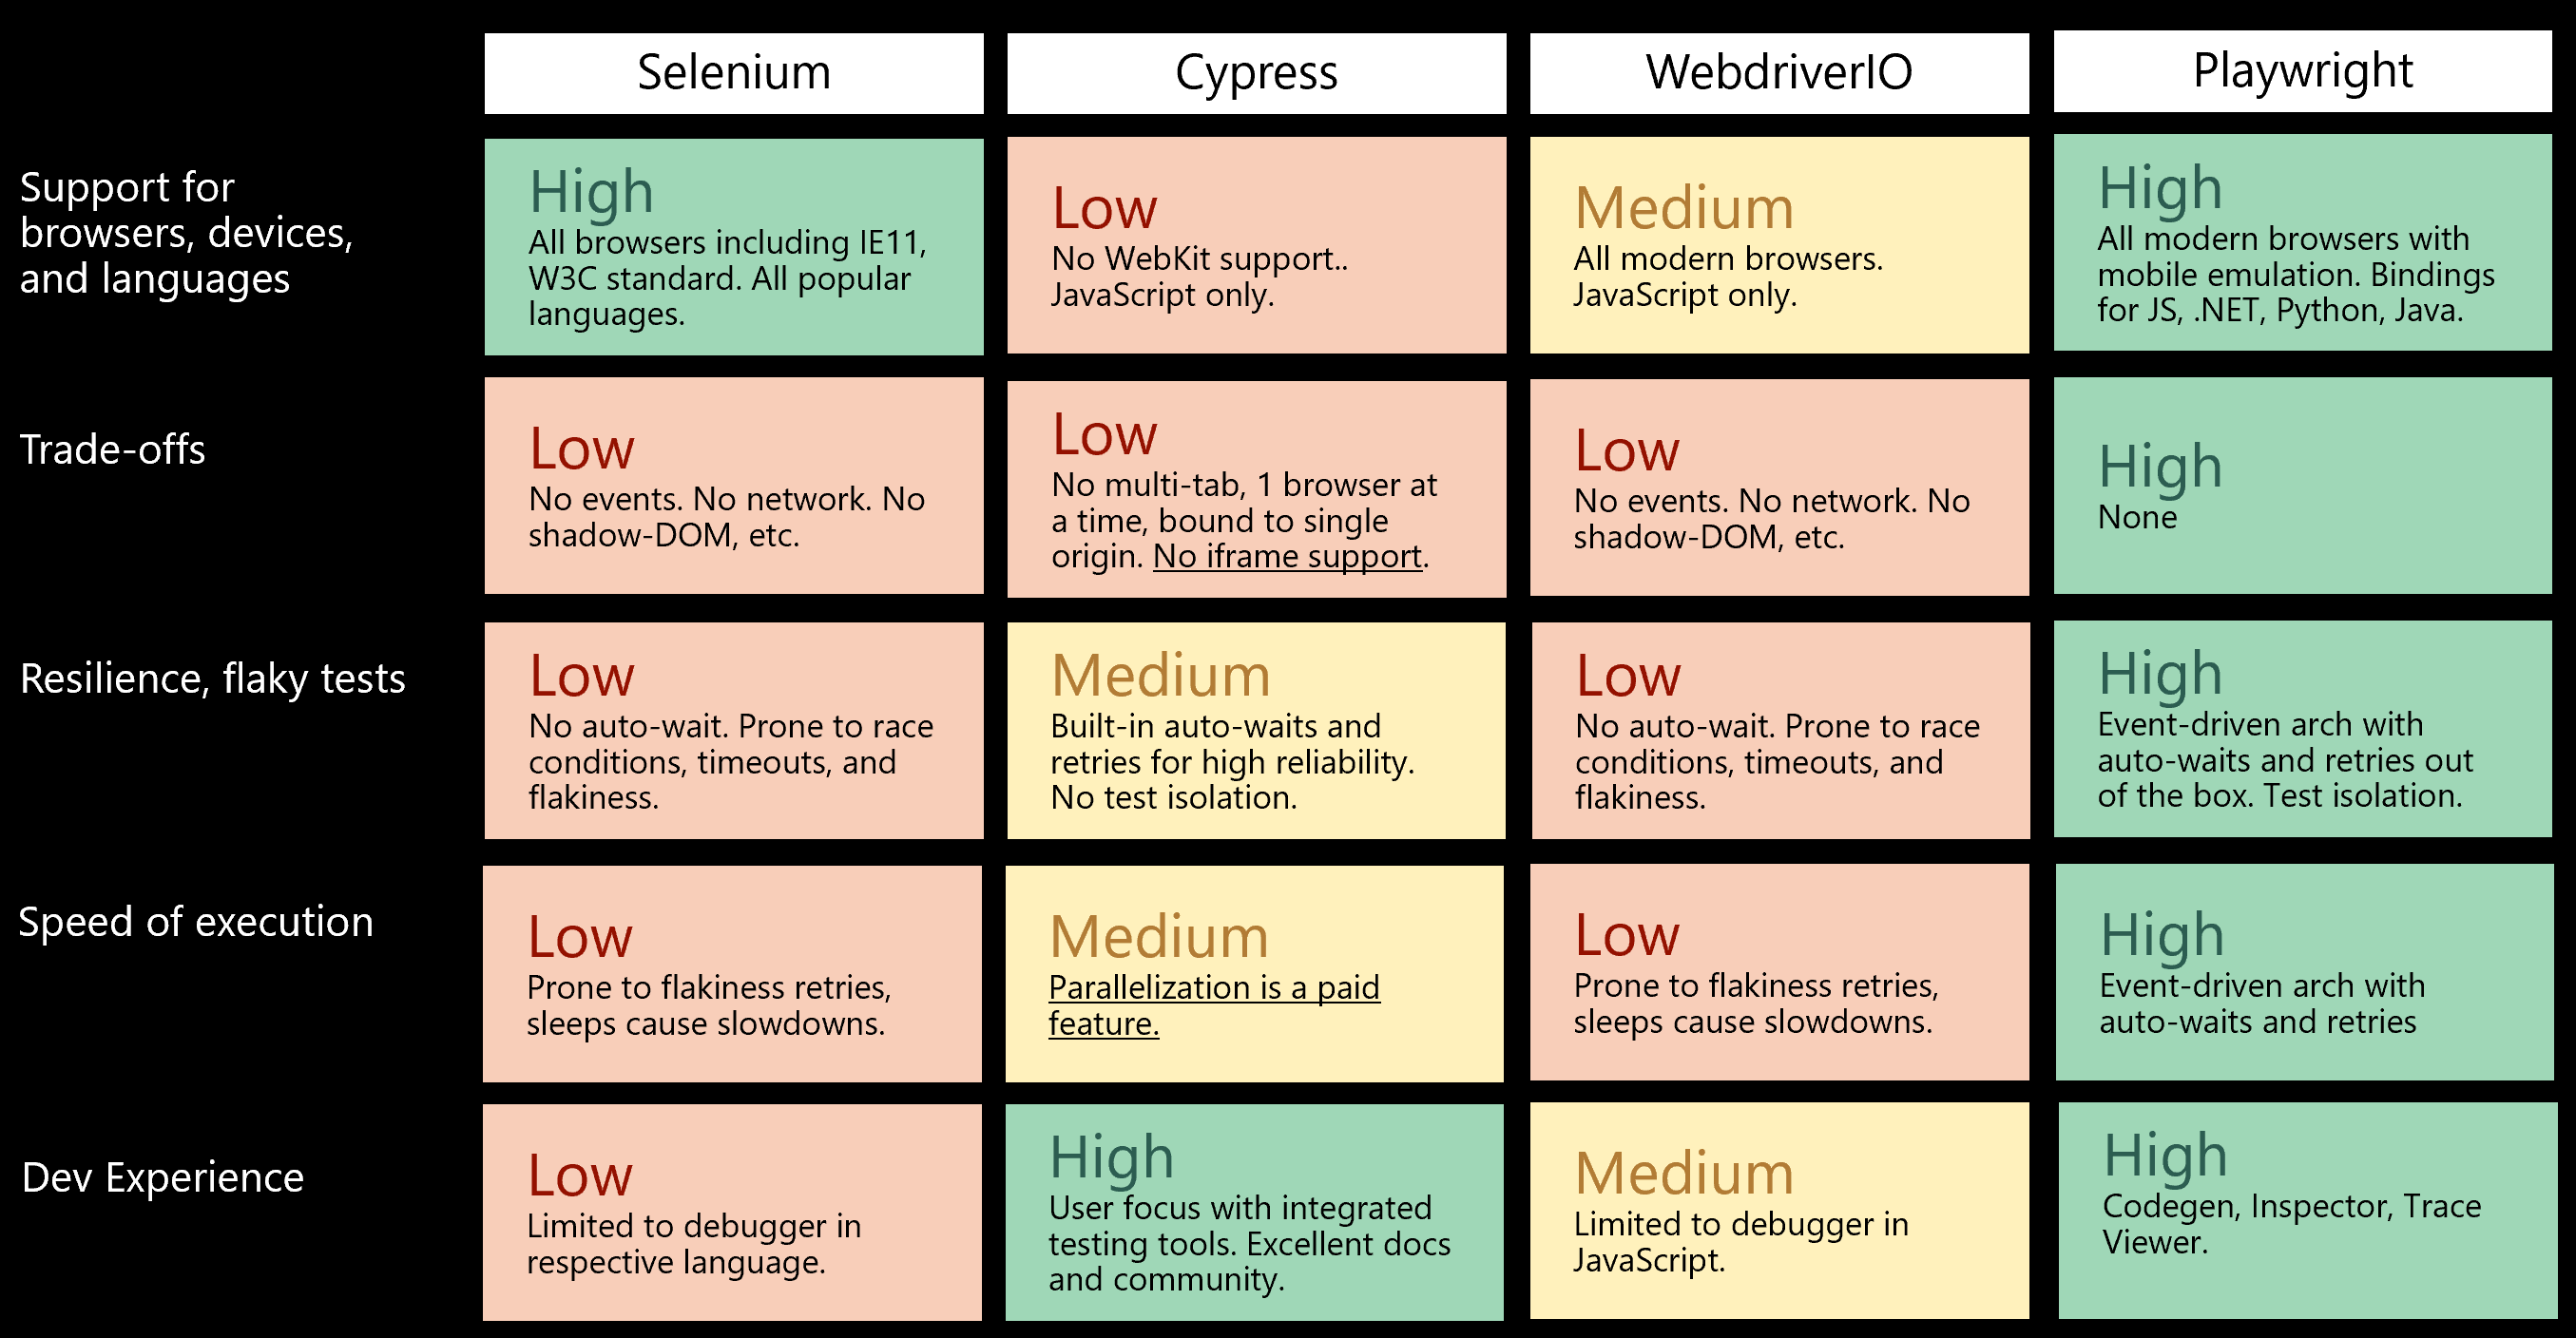 Selenium
Cypress
WebdriverIO
Playwright
Support for
browsers, devices,
and languages
High
All browsers including IE11,
W3C standard. All popular
languages.
Low
No WebKit support..
JavaScript only.
Medium
All modern browsers.
JavaScript only.
High
All modern browsers with
mobile emulation. Bindings
for JS, .NET, Python, Java.
Trade-offs
Low
No events. No network. No
shadow-DOM, etc.
Low
No multi-tab, 1 browser at
a time, bound to single
origin. No iframe support.
Low
No events. No network. No
shadow-DOM, etc.
High
None
Resilience, flaky tests
Low
No auto-wait. Prone to race
conditions, timeouts, and
flakiness.
Medium
Built-in auto-waits and
retries for high reliability.
No test isolation.
Low
No auto-wait. Prone to race
conditions, timeouts, and
flakiness.
High
Event-driven arch with
auto-waits and retries out
of the box. Test isolation.
Speed of execution
Low
Prone to flakiness retries,
sleeps cause slowdowns.
Medium
Parallelization is a paid
feature.
Low
Prone to flakiness retries,
sleeps cause slowdowns.
High
Event-driven arch with
auto-waits and retries
Dev Experience
Low
Limited to debugger in
respective language.
High
User focus with integrated
testing tools. Excellent docs
and community.
Medium
Limited to debugger in
JavaScript.
High
Codegen, Inspector, Trace
Viewer.